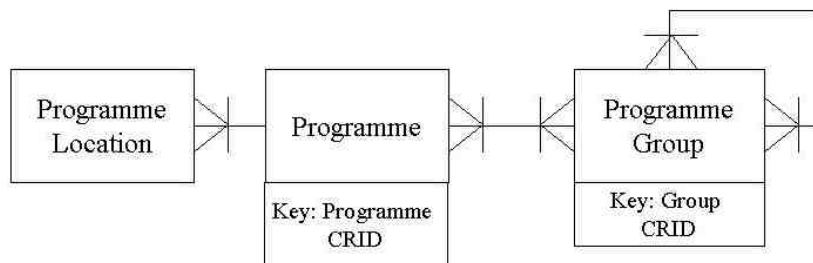 Programme
Location
Programme
Key: Programme
CRID
Programme
Group
Key: Group
CRID